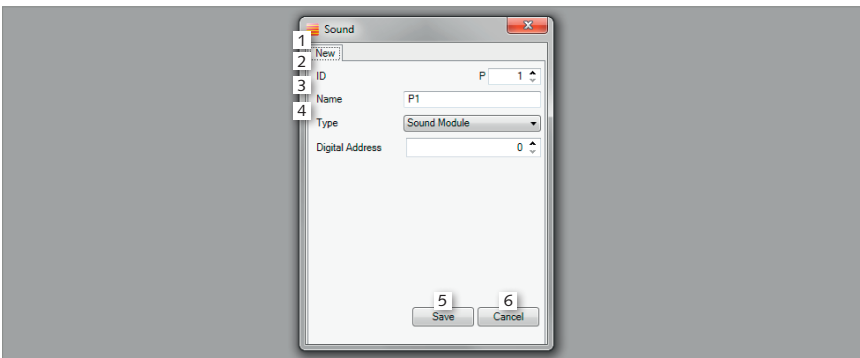 Sound
1
New
2
ID P 1
3
Name P1
4
Type Sound Module
Digital Address 0
5 6
Save Cancel